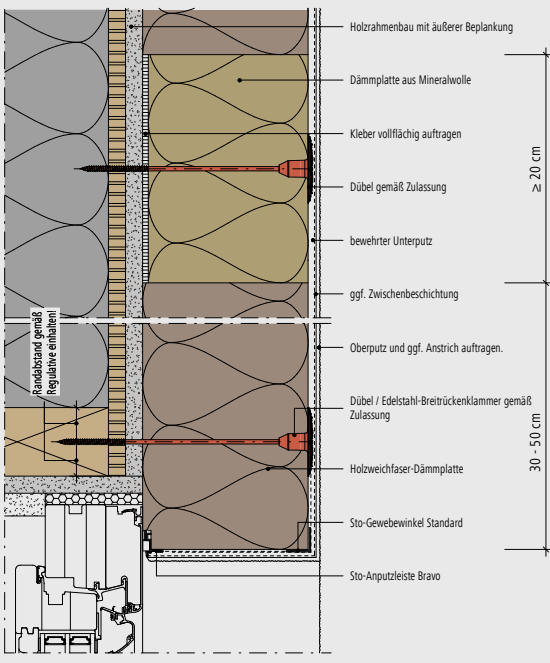 Holzrahmenbau mit äußerer Beplankung
Dämmplatte aus Mineralwolle
Kleber vollflächig auftragen
Dübel gemäß Zulassung
≥ 20 cm
bewehrter Unterputz
ggf. Zwischenbeschichtung
Randabstand gemäß
Regulative einhalten!
Oberputz und ggf. Anstrich auftragen.
Dübel / Edelstahl-Breitrückenklammer gemäß
Zulassung
30 - 50 cm
Holzweichfaser-Dämmplatte
Sto-Gewebewinkel Standard
Sto-Anputzleiste Bravo